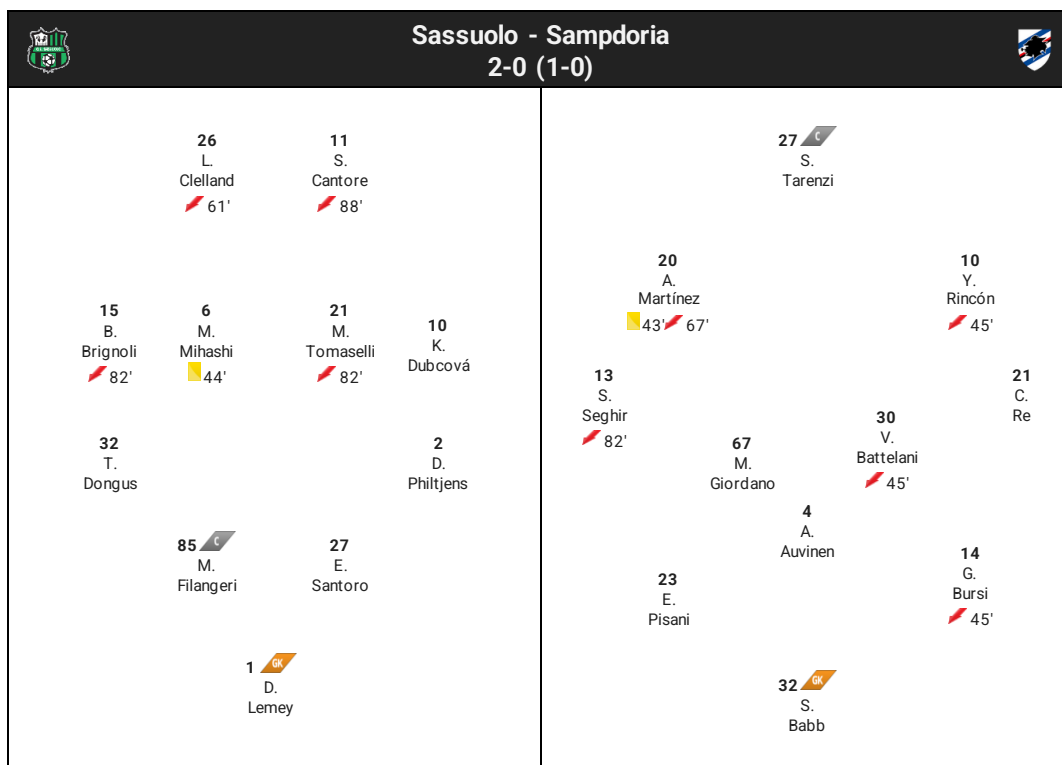 Sassuolo - Sampdoria
2-0 (1-0)
26
L.
Clelland
61'
11
S.
Cantore
88'
15
B.
Brignoli
82'
6
M.
Mihashi
44'
21
M.
Tomaselli
82'
10
K.
Dubcová
32
T.
Dongus
2
D.
Philtjens
85 C
M.
Filangeri
27
E.
Santoro
1 GK
D.
Lemey
27 C
S.
Tarenzi
20
A.
Martínez
43' 67'
10
Y.
Rincón
45'
13
S.
Seghir
82'
21
C.
Re
67
M.
Giordano
30
V.
Battelani
45'
4
A.
Auvinen
23
E.
Pisani
14
G.
Bursi
45'
32 GK
S.
Babb